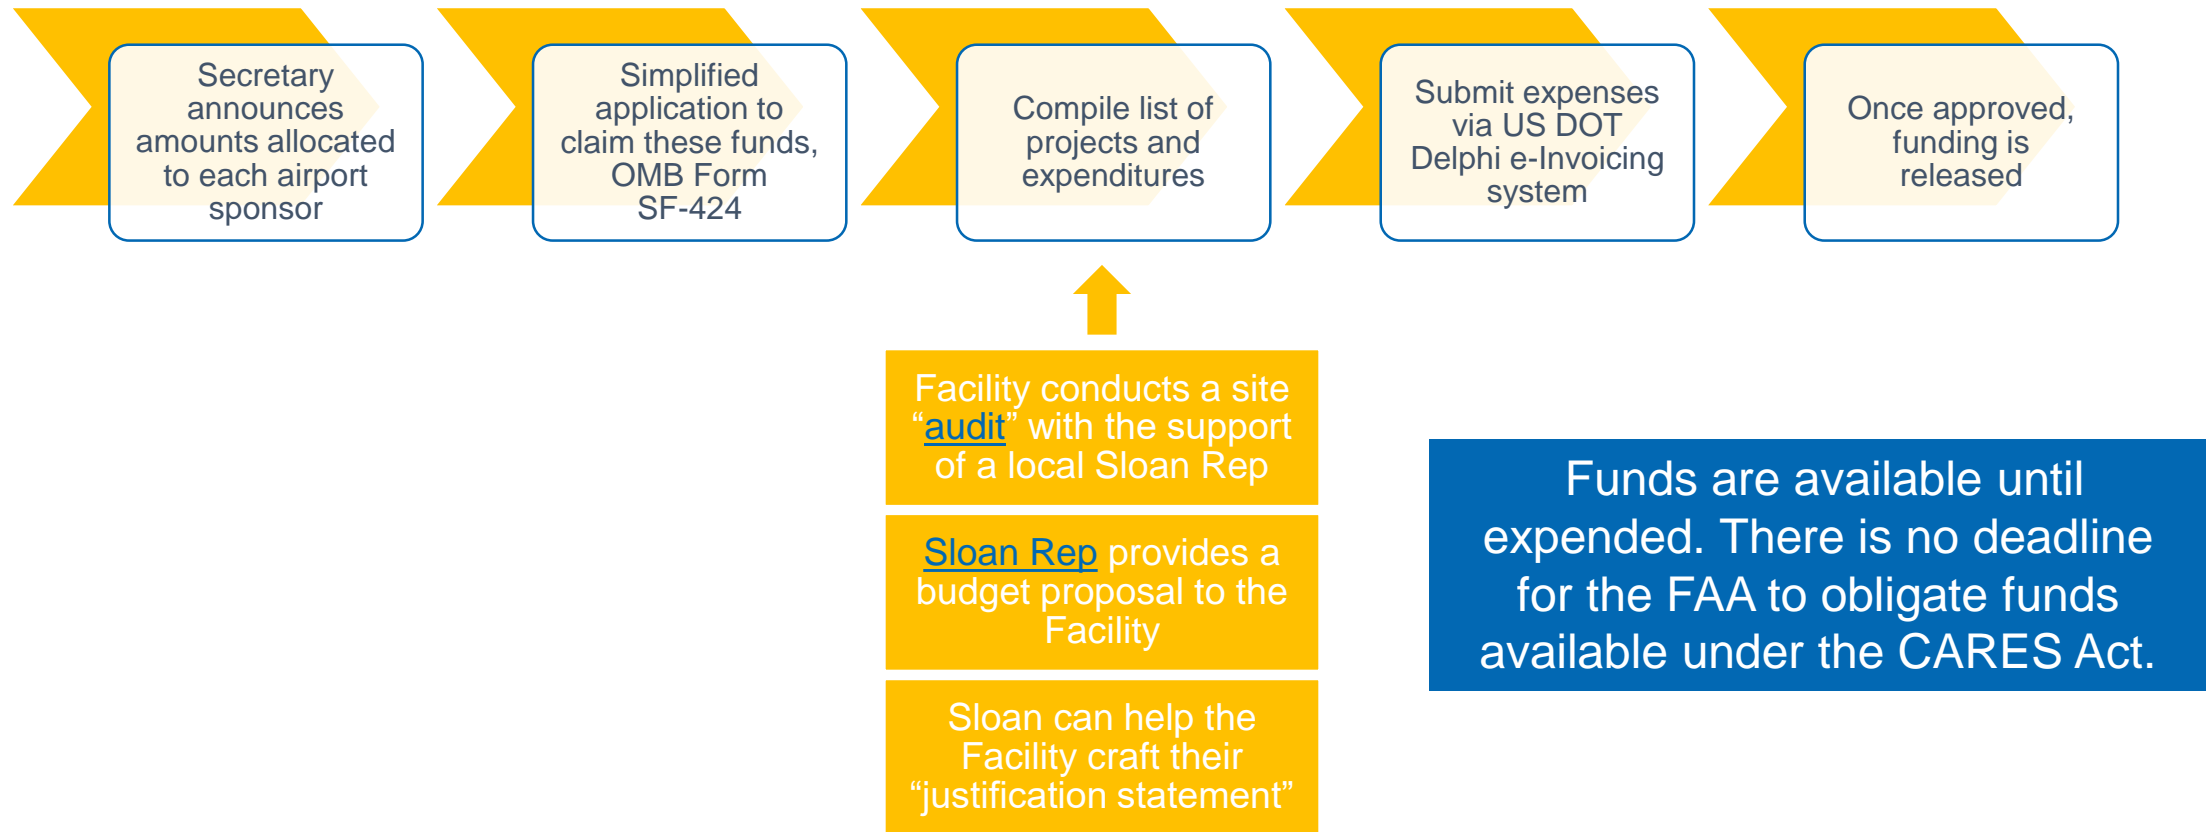 Secretary
announces
amounts allocated
to each airport
sponsor
Simplified
application to
claim these funds,
OMB Form
SF-424
Compile list of
projects and
expenditures
Submit expenses
via US DOT
Delphi e-Invoicing
system
Once approved,
funding is
released
Facility conducts a site
“audit” with the support
of a local Sloan Rep
Sloan Rep provides a
budget proposal to the
Facility
Sloan can help the
Facility craft their
“justification statement”
Funds are available until
expended. There is no deadline
for the FAA to obligate funds
available under the CARES Act.